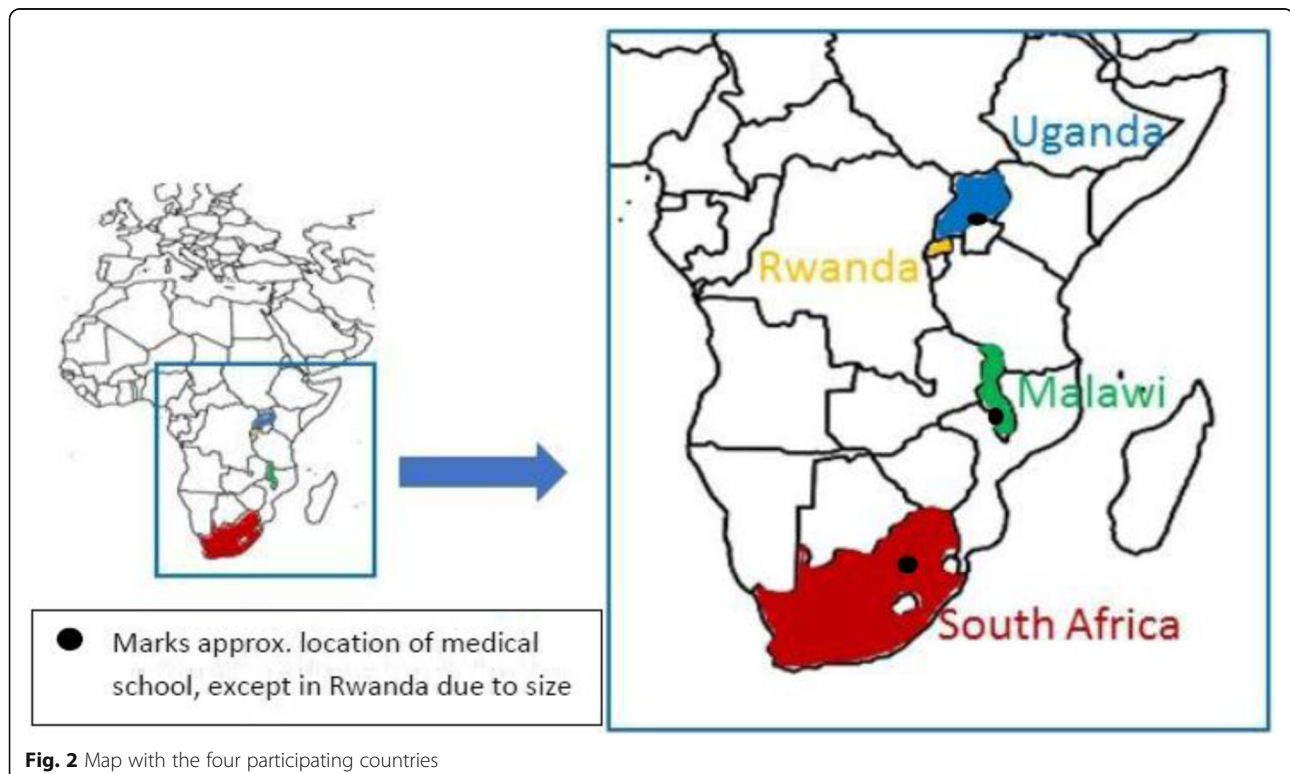 Uganda
Rwanda
Malawi
South Africa
Marks approx. location of medical
school, except in Rwanda due to size
Fig. 2 Map with the four participating countries